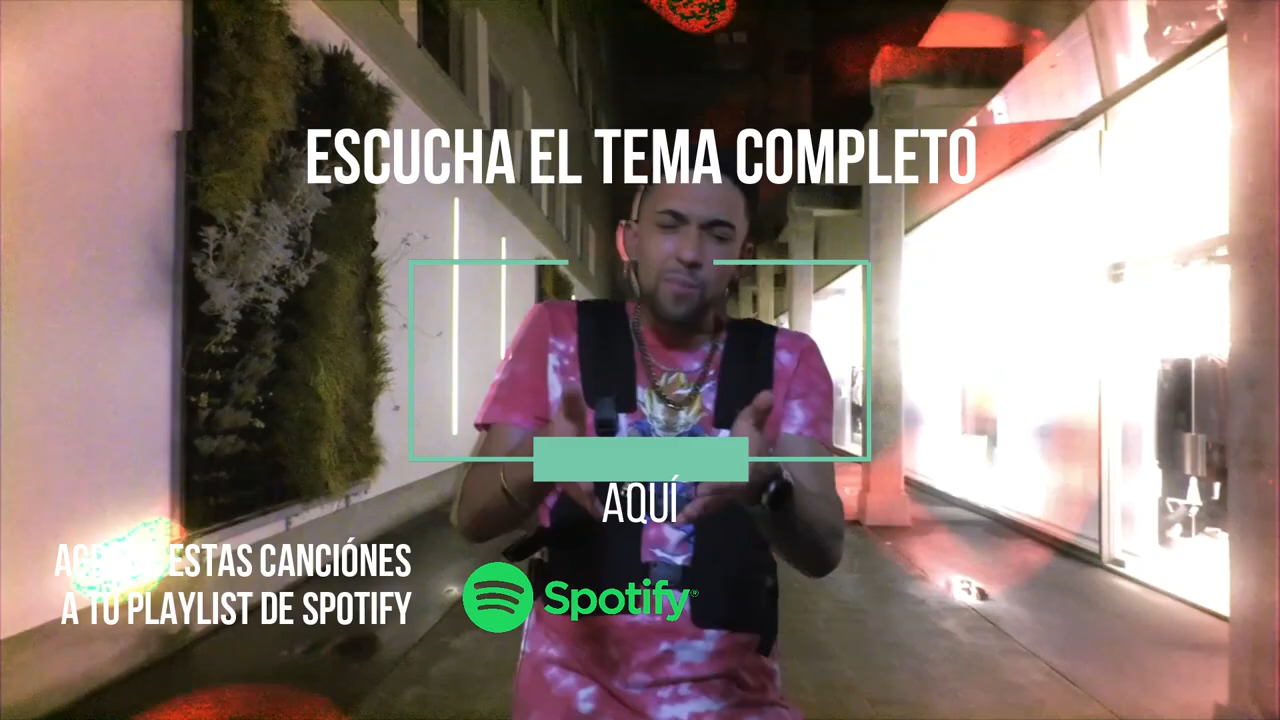 ESCUCHA EL TEMA COMPLETO
AQUÍ
ESTAS CANCIÓNES
A TU PLAYLIST DE SPOTIFY
Spotify®